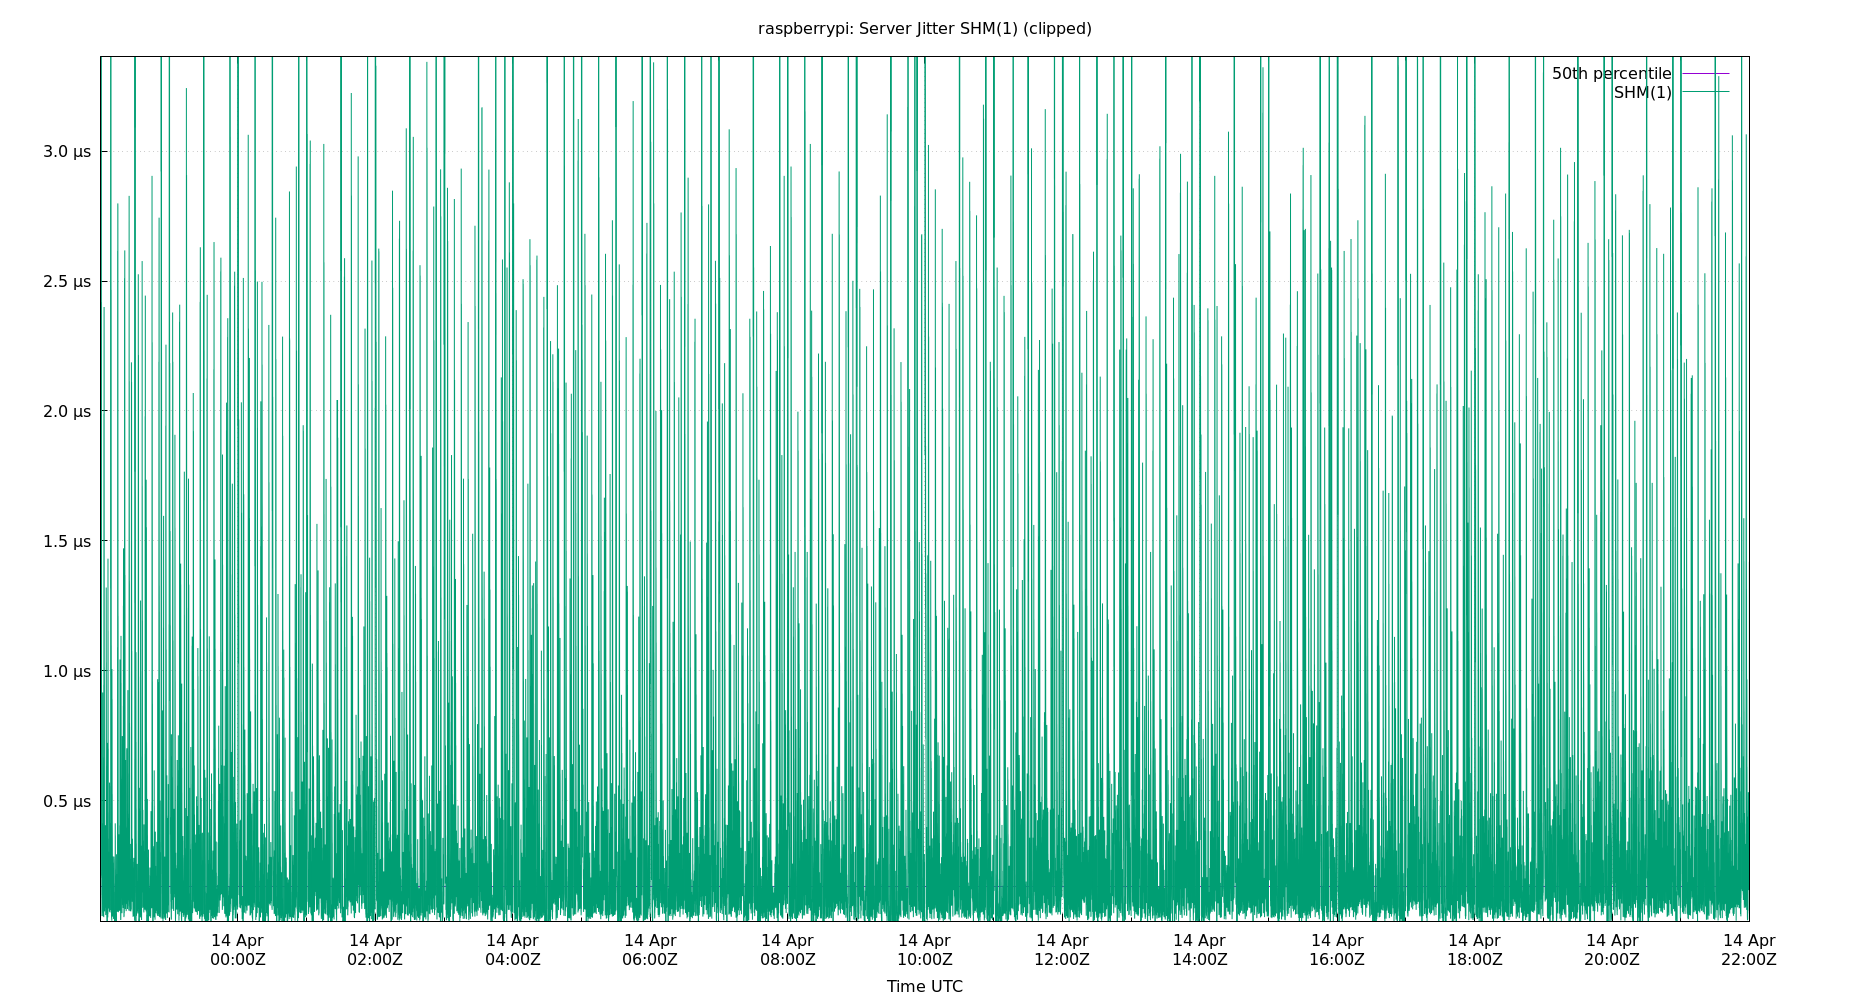 raspberrypi: Server Jitter SHM(1) (clipped)
50th percentile
SHM(1)
3.0 µs
2.5 µs
2.0 µs
1.5 µs
1.0 µs
0.5 µs
14 Apr 14 Apr 14 Apr 14 Apr 14 Apr 14 Apr 14 Apr 14 Apr 14 Apr 14 Apr 14 Apr 14 Apr
00:00Z 02:00Z 04:00Z 06:00Z 08:00Z 10:00Z 12:00Z 14:00Z 16:00Z 18:00Z 20:00Z 22:00Z
Time UTC